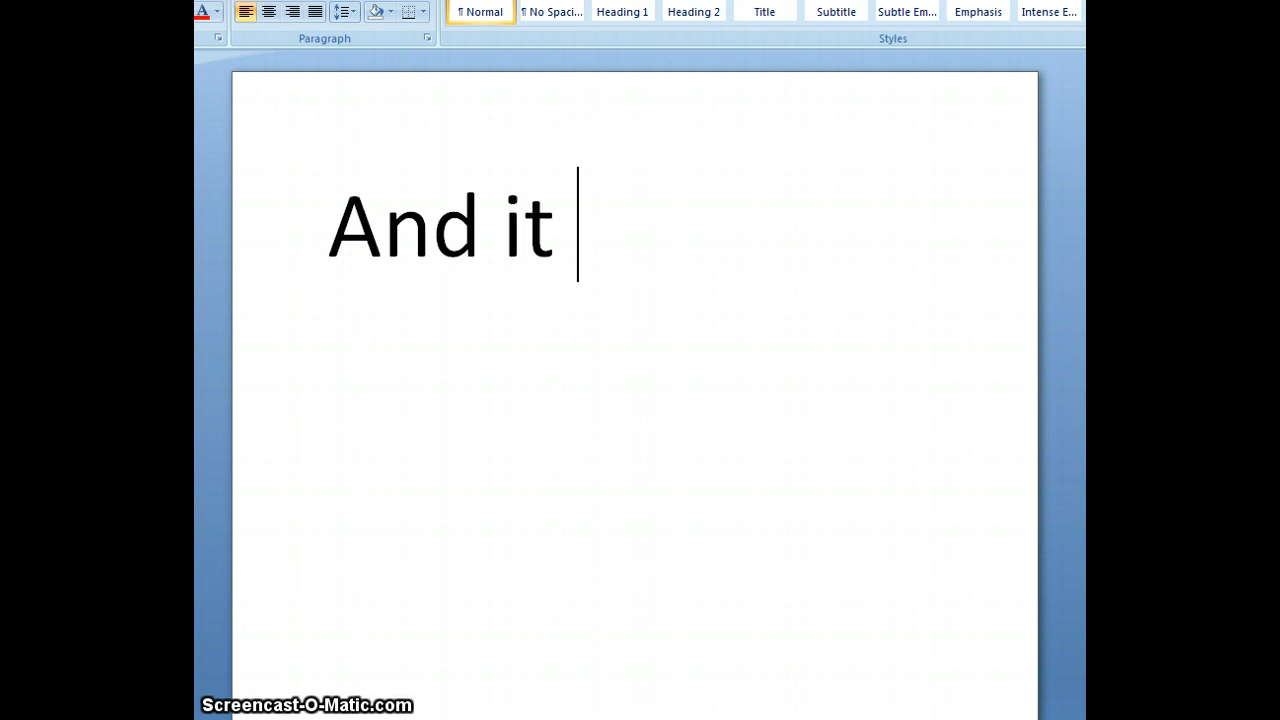 A
Normal
No Spaci...
Heading 1
Heading 2
Title
Subtitle
Subtle Em...
Emphasis
Intense E...
Paragraph
Styles
And it
Screencast-O-Matic.com